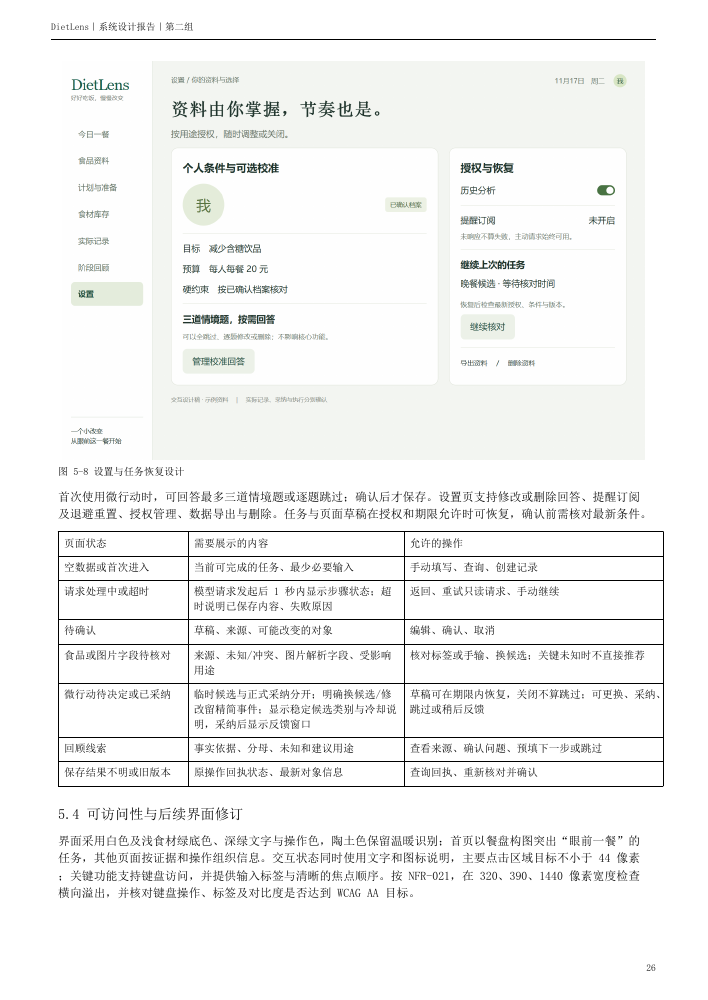 DietLens｜系统设计报告｜第二组
DietLens
好好吃饭，慢慢改变
今日一餐
食品资料
计划与准备
食材库存
实际记录
阶段回顾
设置
一个小改变
从眼前这一餐开始
设置 / 你的资料与选择
11月17日 周二 我
资料由你掌握，节奏也是。
按用途授权，随时调整或关闭。
个人条件与可选校准
我
已确认档案
目标 减少含糖饮品
预算 每人每餐 20 元
硬约束 按已确认档案核对
三道情境题，按需回答
可以全跳过、逐题修改或删除；不影响核心功能。
管理校准回答
授权与恢复
历史分析
提醒订阅 未开启
未响应不算失败，主动请求始终可用。
继续上次的任务
晚餐候选 · 等待核对时间
恢复后检查最新授权、条件与版本。
继续核对
导出资料 / 删除资料
交互设计稿 · 示例资料 | 实际记录、采纳与执行分别确认
图 5-8 设置与任务恢复设计
首次使用微行动时，可回答最多三道情境题或逐题跳过；确认后才保存。设置页支持修改或删除回答、提醒订阅
及退避重置、授权管理、数据导出与删除。任务与页面草稿在授权和期限允许时可恢复，确认前需核对最新条件。
页面状态 需要展示的内容 允许的操作
空数据或首次进入 当前可完成的任务、最少必要输入 手动填写、查询、创建记录
请求处理中或超时 模型请求发起后 1 秒内显示步骤状态；超 返回、重试只读请求、手动继续
时说明已保存内容、失败原因
待确认 草稿、来源、可能改变的对象 编辑、确认、取消
食品或图片字段待核对 来源、未知/冲突、图片解析字段、受影响 核对标签或手输、换候选；关键未知时不直接推荐
用途
微行动待决定或已采纳 临时候选与正式采纳分开；明确换候选/修 草稿可在期限内恢复，关闭不算跳过；可更换、采纳、
改留精简事件；显示稳定候选类别与冷却说 跳过或稍后反馈
明，采纳后显示反馈窗口
回顾线索 事实依据、分母、未知和建议用途 查看来源、确认问题、预填下一步或跳过
保存结果不明或旧版本 原操作回执状态、最新对象信息 查询回执、重新核对并确认
5.4 可访问性与后续界面修订
界面采用白色及浅食材绿底色、深绿文字与操作色，陶土色保留温暖识别；首页以餐盘构图突出“眼前一餐”的
任务，其他页面按证据和操作组织信息。交互状态同时使用文字和图标说明，主要点击区域目标不小于 44 像素
；关键功能支持键盘访问，并提供输入标签与清晰的焦点顺序。按 NFR-021，在 320、390、1440 像素宽度检查
横向溢出，并核对键盘操作、标签及对比度是否达到 WCAG AA 目标。
26